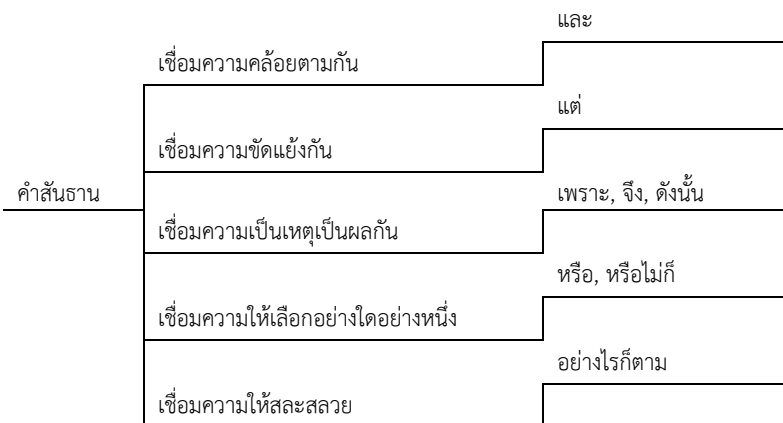 คำสันธาน
เชื่อมความคล้อยตามกัน
และ
เชื่อมความขัดแย้งกัน
แต่
เชื่อมความเป็นเหตุเป็นผลกัน
เพราะ, จึง, ดังนั้น
เชื่อมความให้เลือกอย่างใดอย่างหนึ่ง
หรือ, หรือไม่ก็
เชื่อมความให้สละสลวย
อย่างไรก็ตาม